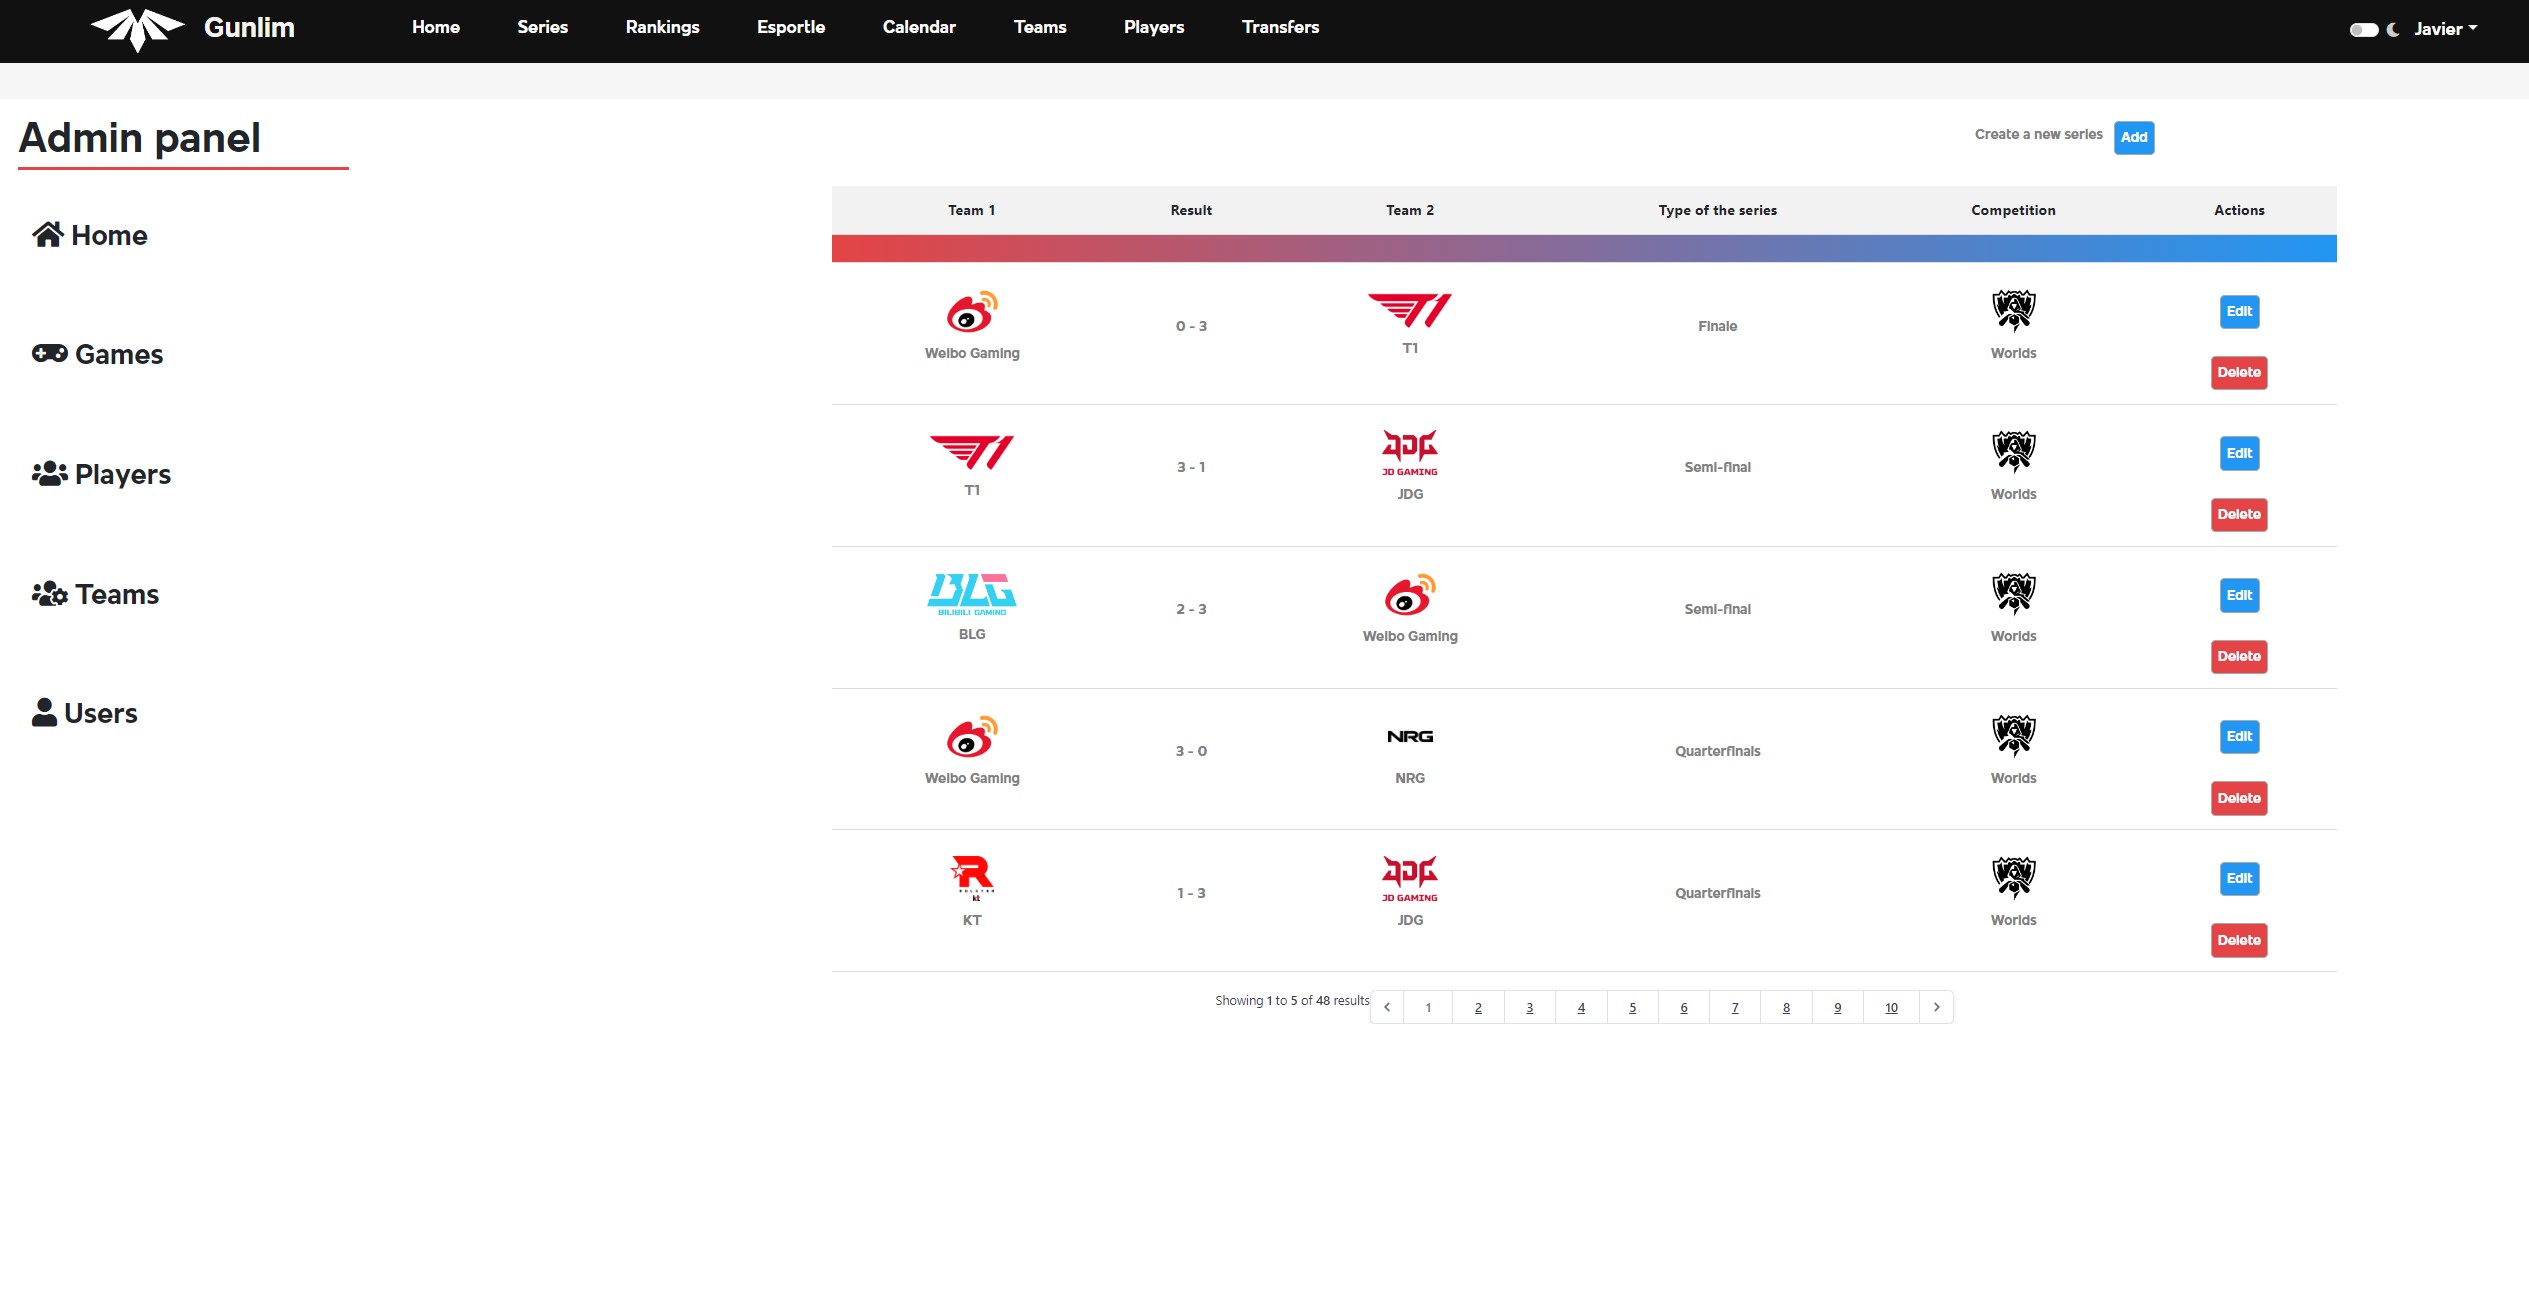 Gunlim Home Series Rankings Esportle Calendar Teams Players Transfers Javier
Admin panel
Create a new series Add
Home
Games
Players
Teams
Users
Team 1 Result Team 2 Type of the series Competition Actions
Weibo Gaming 0 - 3 T1 Finale Worlds Edit
Delete
T1 3 - 1 JD GAMING JDG Semi-final Worlds Edit
Delete
BLG BILIBILI GAMING BLG 2 - 3 Weibo Gaming Semi-final Worlds Edit
Delete
Weibo Gaming 3 - 0 NRG NRG Quarterfinals Worlds Edit
Delete
R ROLSTER kt KT 1 - 3 JD GAMING JDG Quarterfinals Worlds Edit
Delete
Showing 1 to 5 of 48 results 1 2 3 4 5 6 7 8 9 10